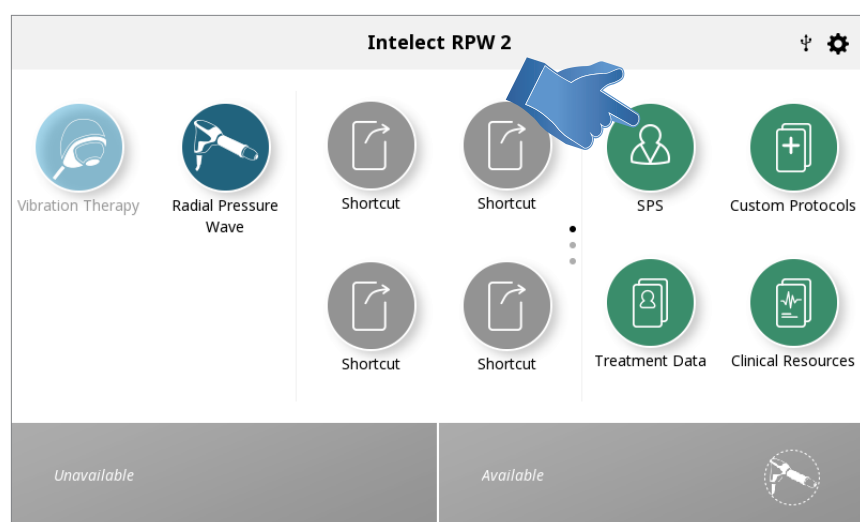 Intelect RPW 2
Vibration Therapy
Radial Pressure
Wave
Shortcut
Shortcut
SPS
Custom Protocols
Shortcut
Shortcut
Treatment Data
Clinical Resources
Unavailable
Available